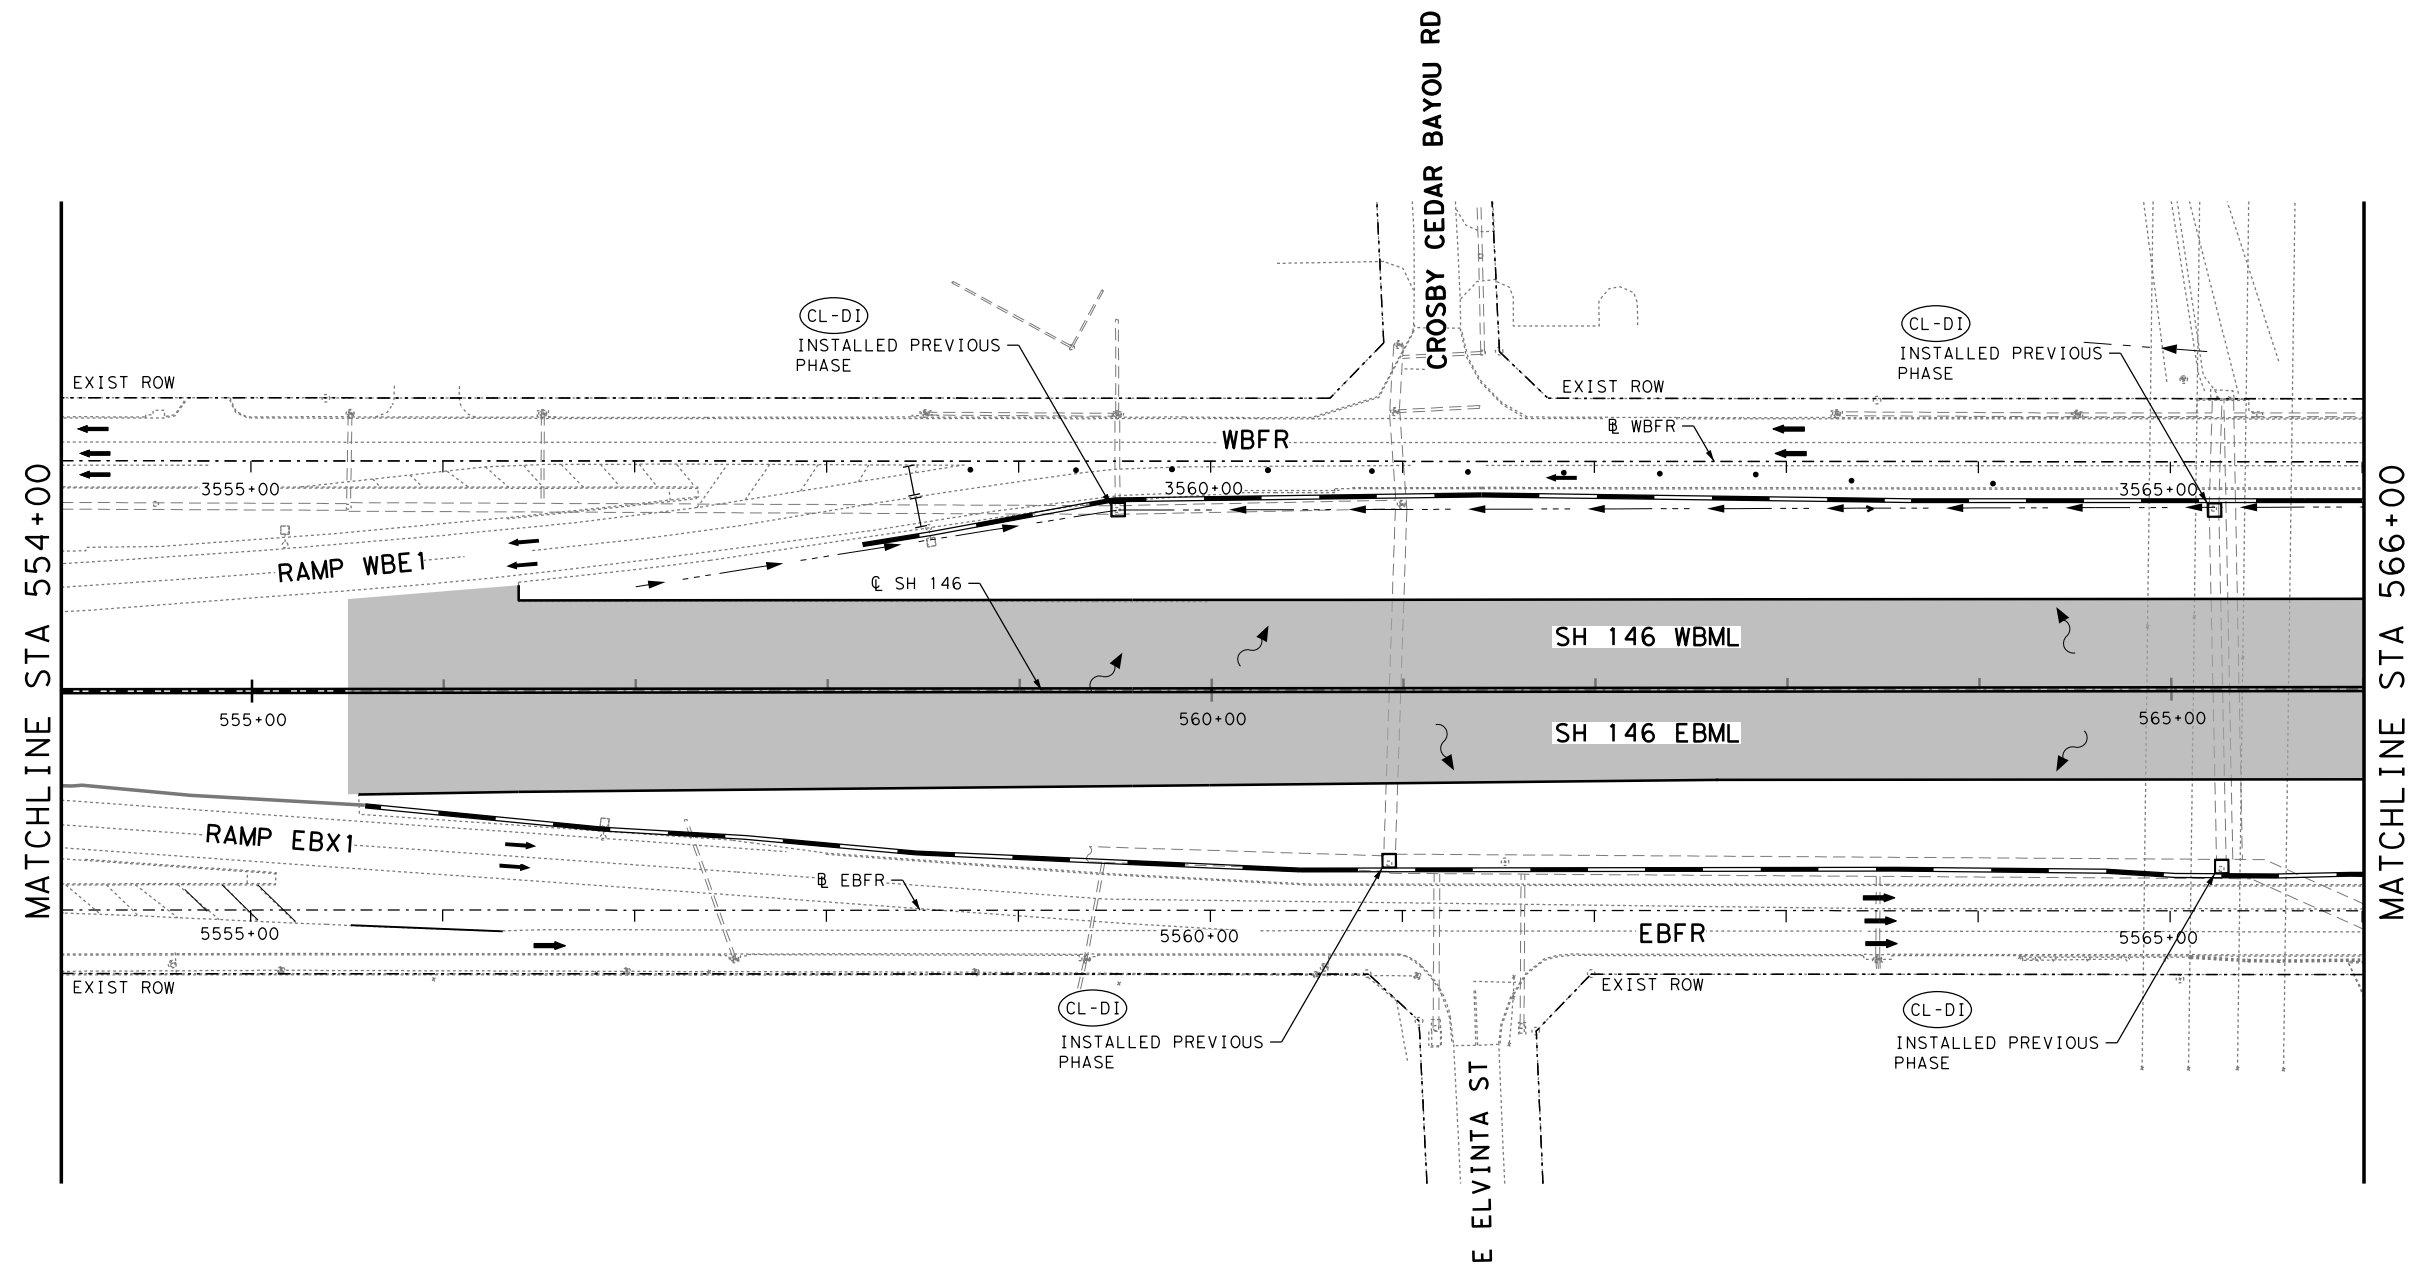 CROSBY CEDAR BAYOU RD
CL-DI
INSTALLED PREVIOUS
PHASE
CL-DI
INSTALLED PREVIOUS
PHASE
EXIST ROW
EXIST ROW
WBFR
℄ WBFR
3555+00
3560+00
3565+00
RAMP WBE1
℄ SH 146
SH 146 WBML
MATCHLINE STA 554+00
MATCHLINE STA 566+00
555+00
560+00
565+00
SH 146 EBML
RAMP EBX1
℄ EBFR
5555+00
5560+00
EBFR
5565+00
EXIST ROW
EXIST ROW
CL-DI
INSTALLED PREVIOUS
PHASE
CL-DI
INSTALLED PREVIOUS
PHASE
E ELVINTA ST